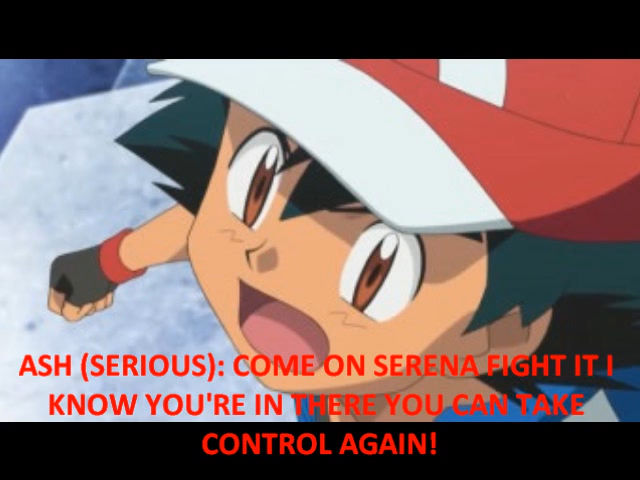 ASH (SERIOUS): COME ON SERENA FIGHT IT I
KNOW YOU'RE IN THERE YOU CAN TAKE
CONTROL AGAIN!